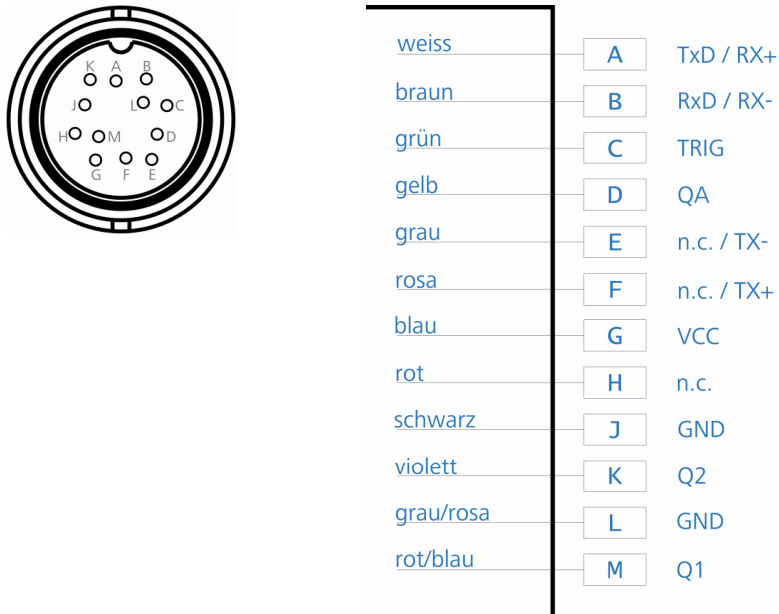 K A B
J L C
H M D
G F E
weiss A TxD / RX+
braun B RxD / RX-
grün C TRIG
gelb D QA
grau E n.c. / TX-
rosa F n.c. / TX+
blau G VCC
rot H n.c.
schwarz J GND
violett K Q2
grau/rosa L GND
rot/blau M Q1